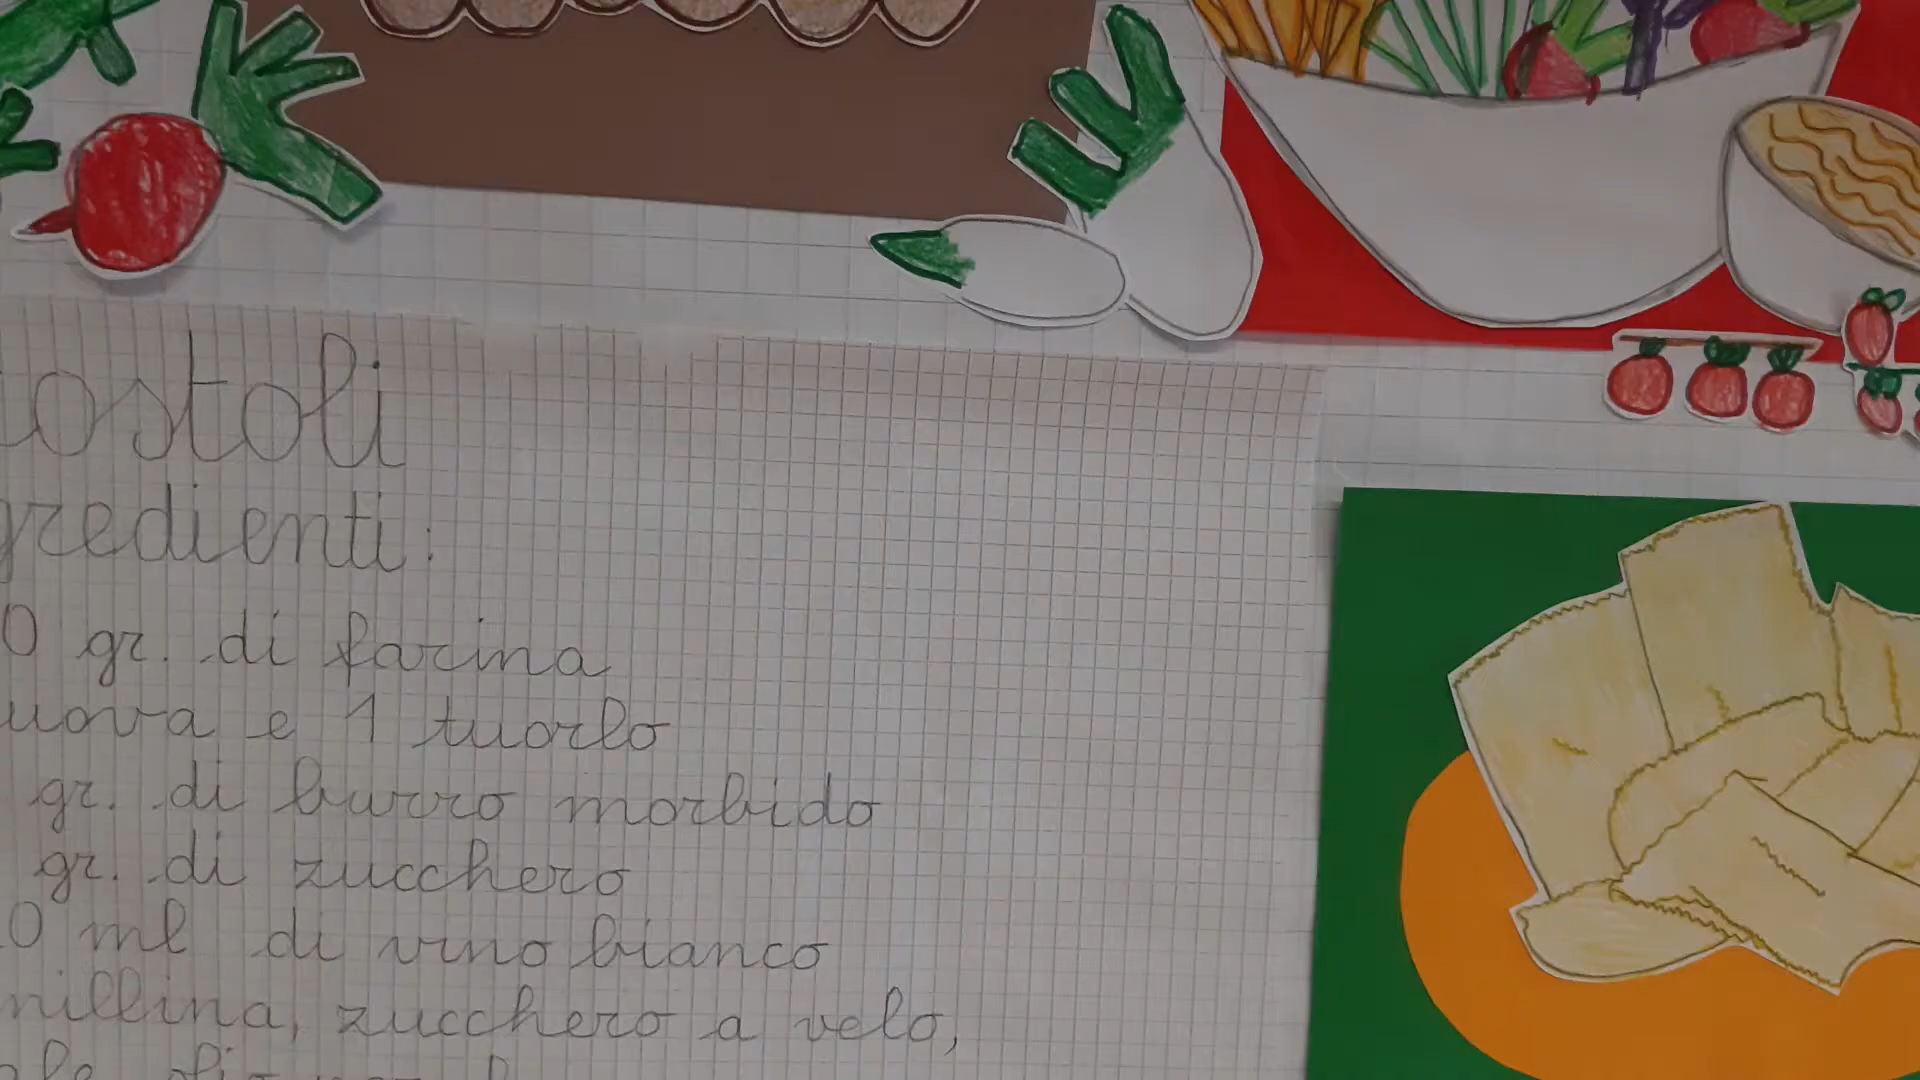 ostoli
gredienti:
0 gr. di farina
uova e 1 tuorlo
gr. di burro morbido
gr. di zucchero
0 ml di vino bianco
nillina, zucchero a velo,